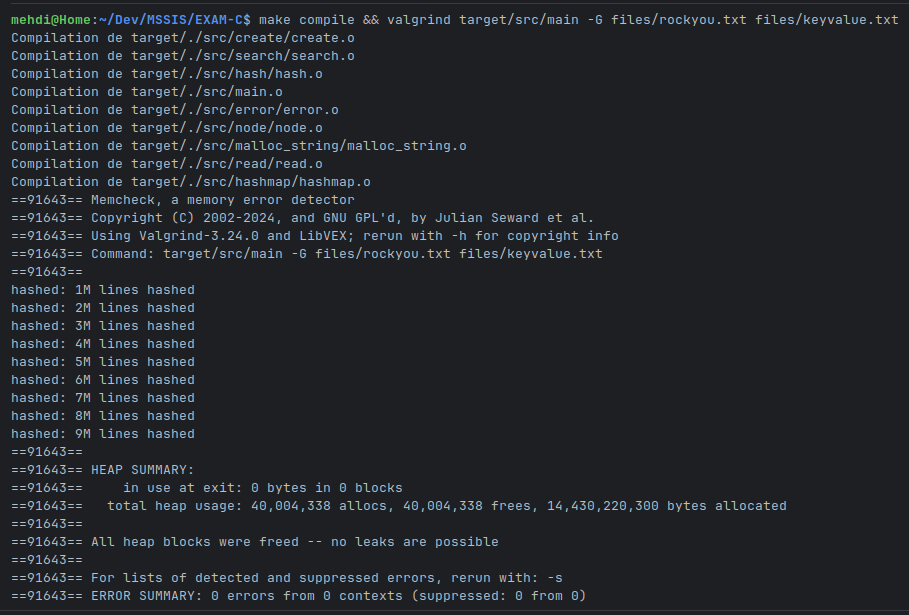 mehdi@Home:~/Dev/MSSIS/EXAM-C$ make compile && valgrind target/src/main -G files/rockyou.txt files/keyvalue.txt
Compilation de target/./src/create/create.o
Compilation de target/./src/search/search.o
Compilation de target/./src/hash/hash.o
Compilation de target/./src/main.o
Compilation de target/./src/error/error.o
Compilation de target/./src/node/node.o
Compilation de target/./src/malloc_string/malloc_string.o
Compilation de target/./src/read/read.o
Compilation de target/./src/hashmap/hashmap.o
==91643== Memcheck, a memory error detector
==91643== Copyright (C) 2002-2024, and GNU GPL'd, by Julian Seward et al.
==91643== Using Valgrind-3.24.0 and LibVEX; rerun with -h for copyright info
==91643== Command: target/src/main -G files/rockyou.txt files/keyvalue.txt
==91643==
hashed: 1M lines hashed
hashed: 2M lines hashed
hashed: 3M lines hashed
hashed: 4M lines hashed
hashed: 5M lines hashed
hashed: 6M lines hashed
hashed: 7M lines hashed
hashed: 8M lines hashed
hashed: 9M lines hashed
==91643==
==91643== HEAP SUMMARY:
==91643==     in use at exit: 0 bytes in 0 blocks
==91643==   total heap usage: 40,004,338 allocs, 40,004,338 frees, 14,430,220,300 bytes allocated
==91643==
==91643== All heap blocks were freed -- no leaks are possible
==91643==
==91643== For lists of detected and suppressed errors, rerun with: -s
==91643== ERROR SUMMARY: 0 errors from 0 contexts (suppressed: 0 from 0)